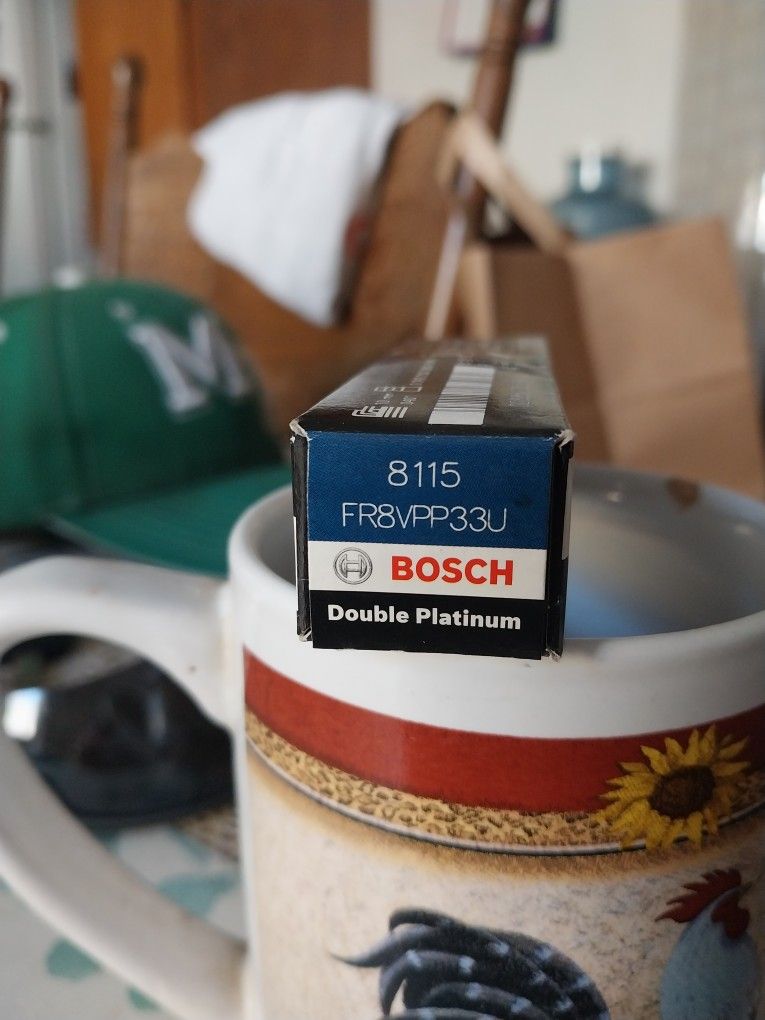 M
8115
FR8VPP33U
BOSCH
Double Platinum